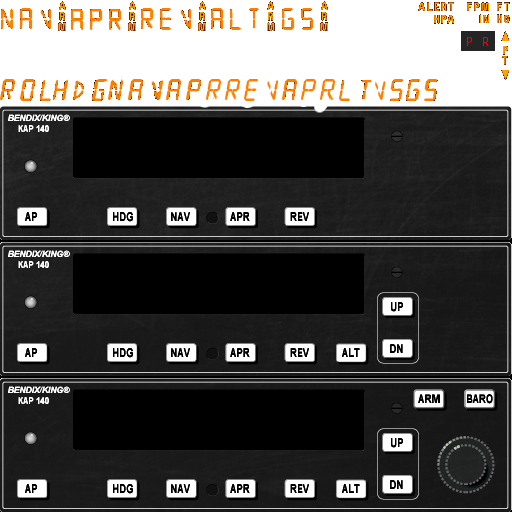 NAV ARM APR ARM REV ARM ALT ARM GS ARM
ALERT FPM FT
HPA IN HG
P R
FT
ROL HDG NAV APR REV APR ALT VS GS
BENDIX/KING®
KAP 140
AP HDG NAV APR REV
BENDIX/KING®
KAP 140
UP
DN
AP HDG NAV APR REV ALT
BENDIX/KING®
KAP 140
ARM BARO
UP
DN
AP HDG NAV APR REV ALT